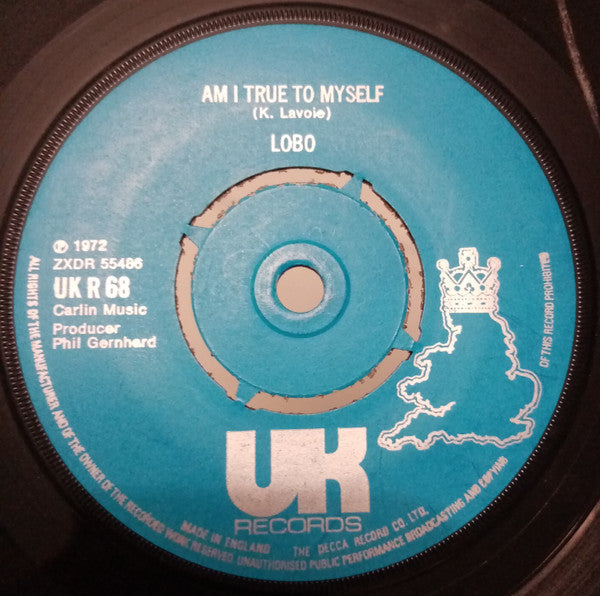 AM I TRUE TO MYSELF
(K. Lavoie)
LOBO
Ⓟ 1972
ZXDR 55486
UK R 68
Carlin Music
Producer
Phil Gernhard
UK
RECORDS
MADE IN ENGLAND THE DECCA RECORD CO. LTD.
ALL RIGHTS OF THE MANUFACTURER AND OF THE OWNER OF THE RECORDED WORK RESERVED UNAUTHORISED PUBLIC PERFORMANCE BROADCASTING AND COPYING OF THIS RECORD PROHIBITED